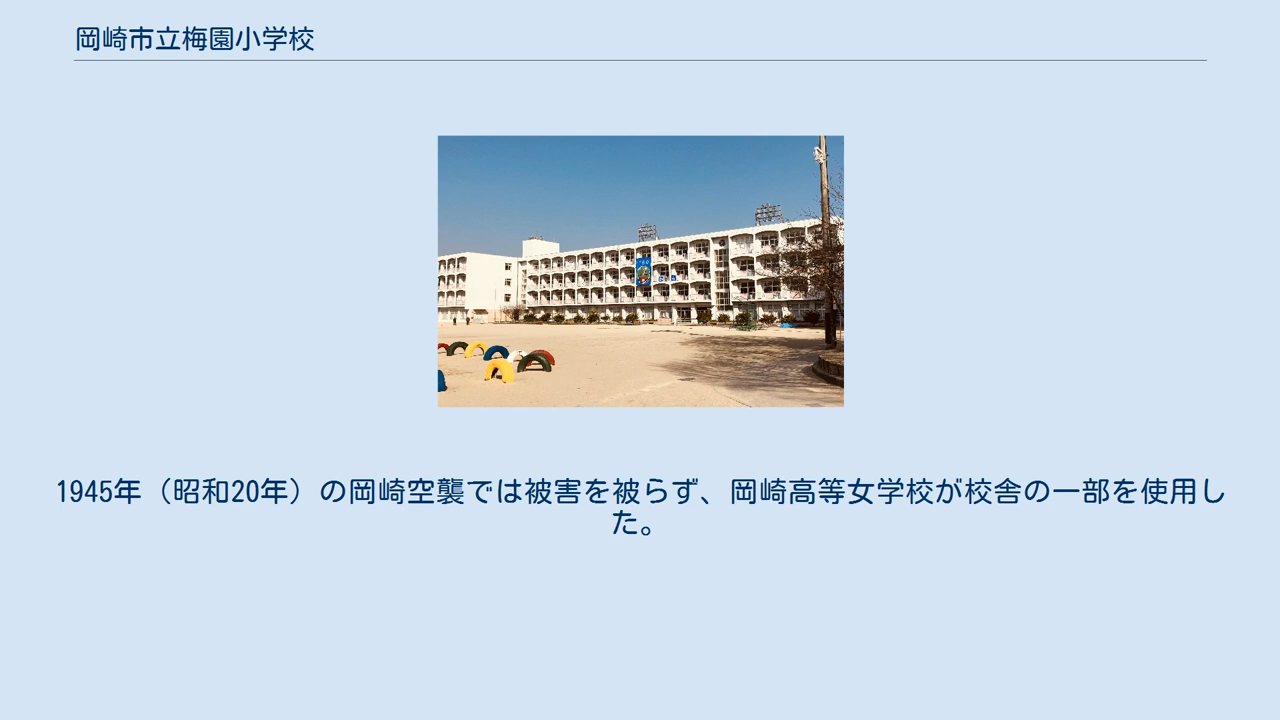 岡崎市立梅園小学校
1945年（昭和20年）の岡崎空襲では被害を被らず、岡崎高等女学校が校舎の一部を使用し
た。